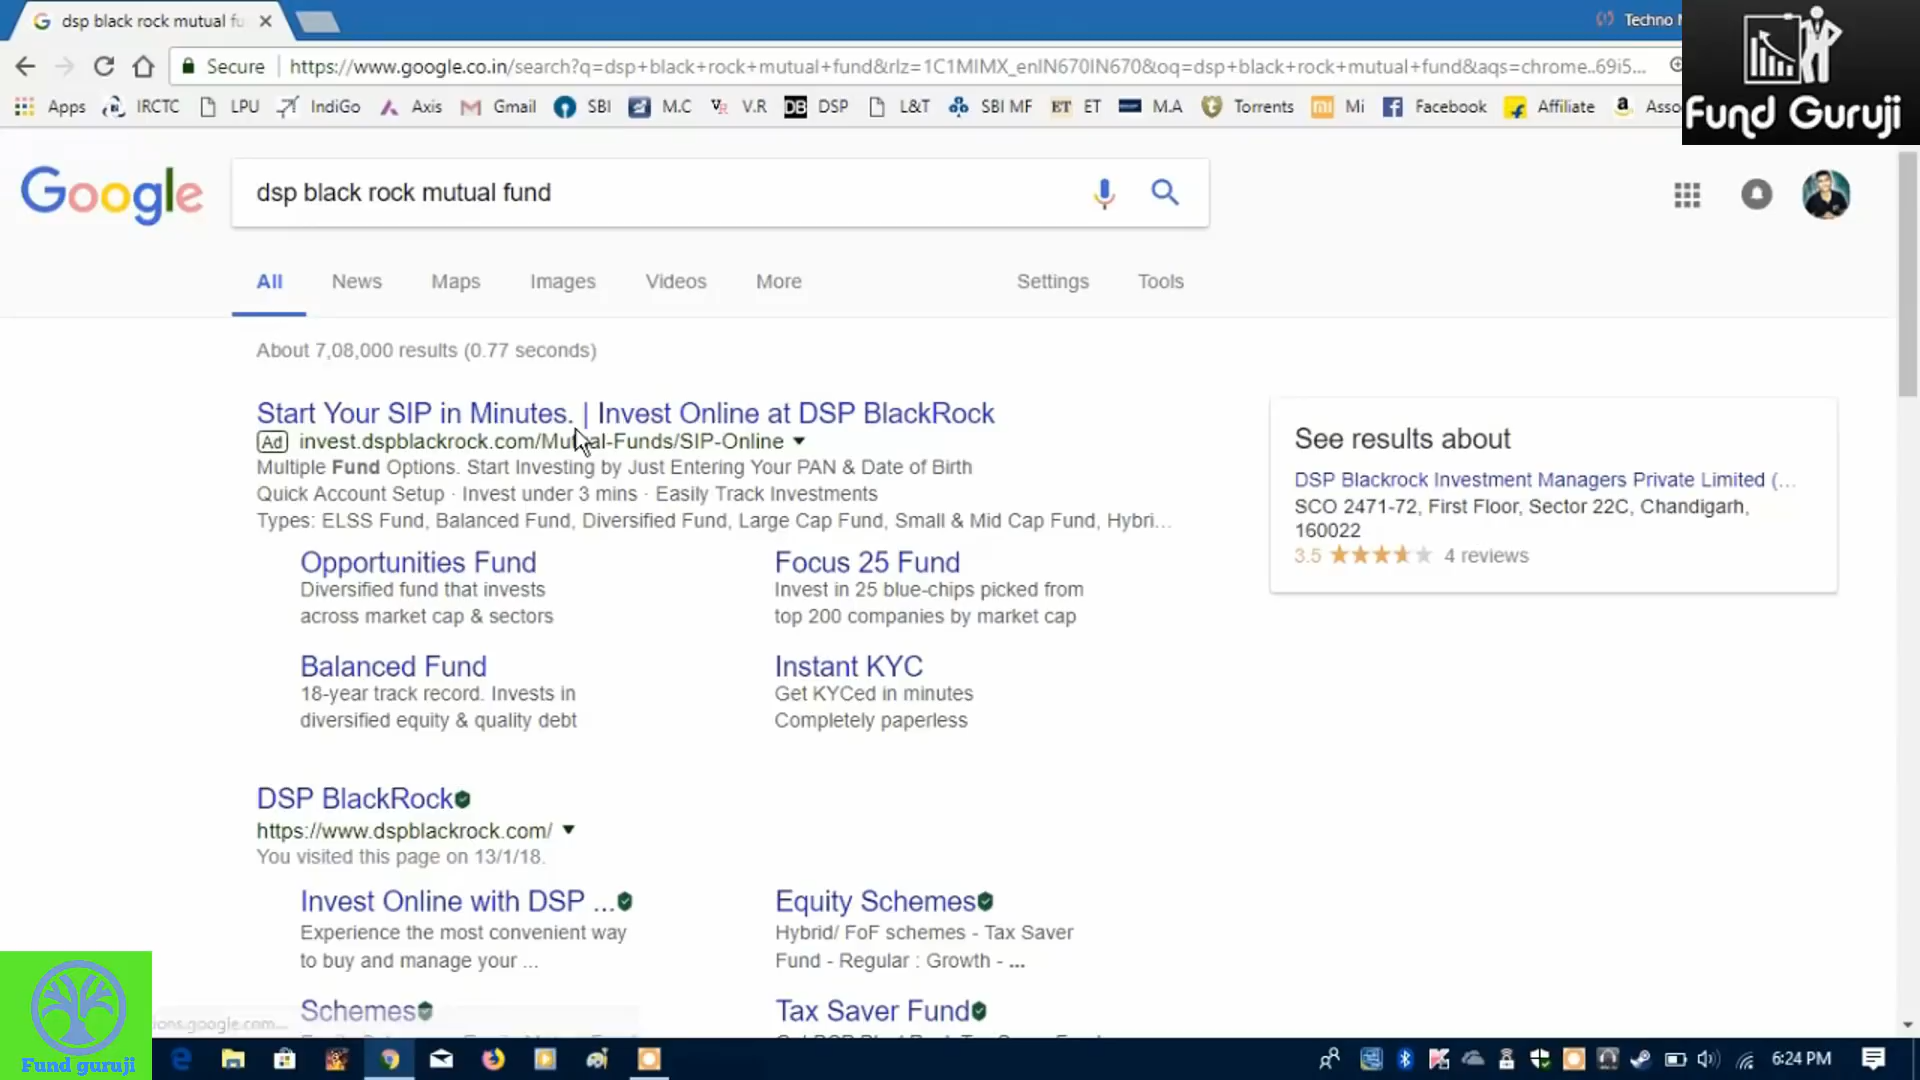 dsp black rock mutual fu
Techno
Secure
https://www.google.co.in/search?q=dsp+black+rock+mutual+fund&rlz=1C1MIMX_enIN670IN670&oq=dsp+black+rock+mutual+fund&aqs=chrome..69i5...
Apps IRCTC LPU IndiGo Axis Gmail SBI M.C V.R DSP L&T SBI MF ET M.A Torrents Mi Facebook Affiliate Asso
Fund Guruji
Google
dsp black rock mutual fund
All News Maps Images Videos More Settings Tools
About 7,08,000 results (0.77 seconds)
Start Your SIP in Minutes. | Invest Online at DSP BlackRock
Ad invest.dspblackrock.com/Mutual-Funds/SIP-Online
Multiple Fund Options. Start Investing by Just Entering Your PAN & Date of Birth
Quick Account Setup · Invest under 3 mins · Easily Track Investments
Types: ELSS Fund, Balanced Fund, Diversified Fund, Large Cap Fund, Small & Mid Cap Fund, Hybri...
Opportunities Fund
Diversified fund that invests
across market cap & sectors
Focus 25 Fund
Invest in 25 blue-chips picked from
top 200 companies by market cap
Balanced Fund
18-year track record. Invests in
diversified equity & quality debt
Instant KYC
Get KYCed in minutes
Completely paperless
See results about
DSP Blackrock Investment Managers Private Limited (...
SCO 2471-72, First Floor, Sector 22C, Chandigarh,
160022
3.5 4 reviews
DSP BlackRock
https://www.dspblackrock.com/
You visited this page on 13/1/18.
Invest Online with DSP ...
Experience the most convenient way
to buy and manage your ...
Equity Schemes
Hybrid/ FoF schemes - Tax Saver
Fund - Regular : Growth - ...
Schemes
Tax Saver Fund
ons.google.com...
Fund guruji
6:24 PM